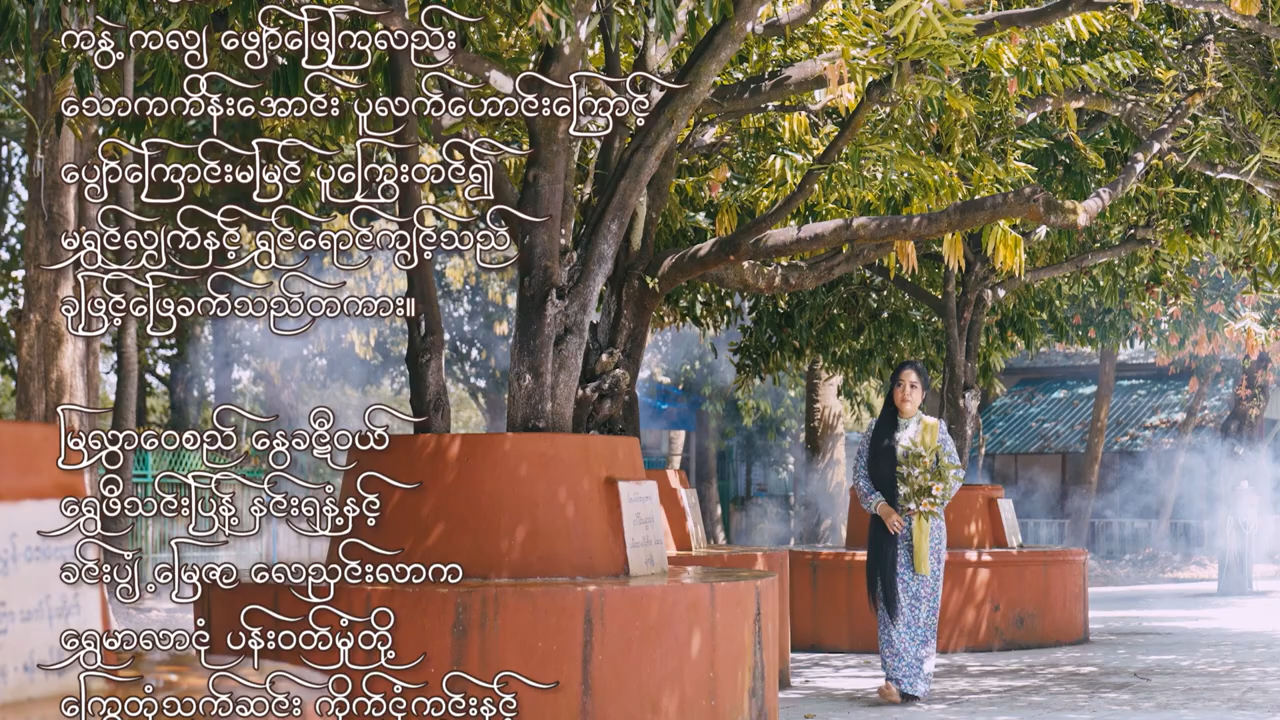 ကနွဲ့ ကလျ ဖျော်ဖြေကြလည်း
သောကကိန်းအောင်း ပူလက်ဟောင်းကြောင့်
ပျော်ကြောင်းမမြင် ပူကြွေးတင်၍
မရွှင်လျှက်နှင့် ရွှင်ရောင်ကျင့်သည်
ခုဖြင့်ဖြေခက်သည်တကား။
မြလွှာဝေစည် နွေခဋီဝယ်
ရွှေဖီသင်းပြန့် နှင်းရနံ့နှင့်
ခင်းပျံ့မြေဇာ လေညှင်းလာက
ရွှေမာလာငုံ ပန်းဝတ်မှုံတို့
ကြွေတုံသက်ဆင်း ကိုက်ငုံကင်းနှင့်